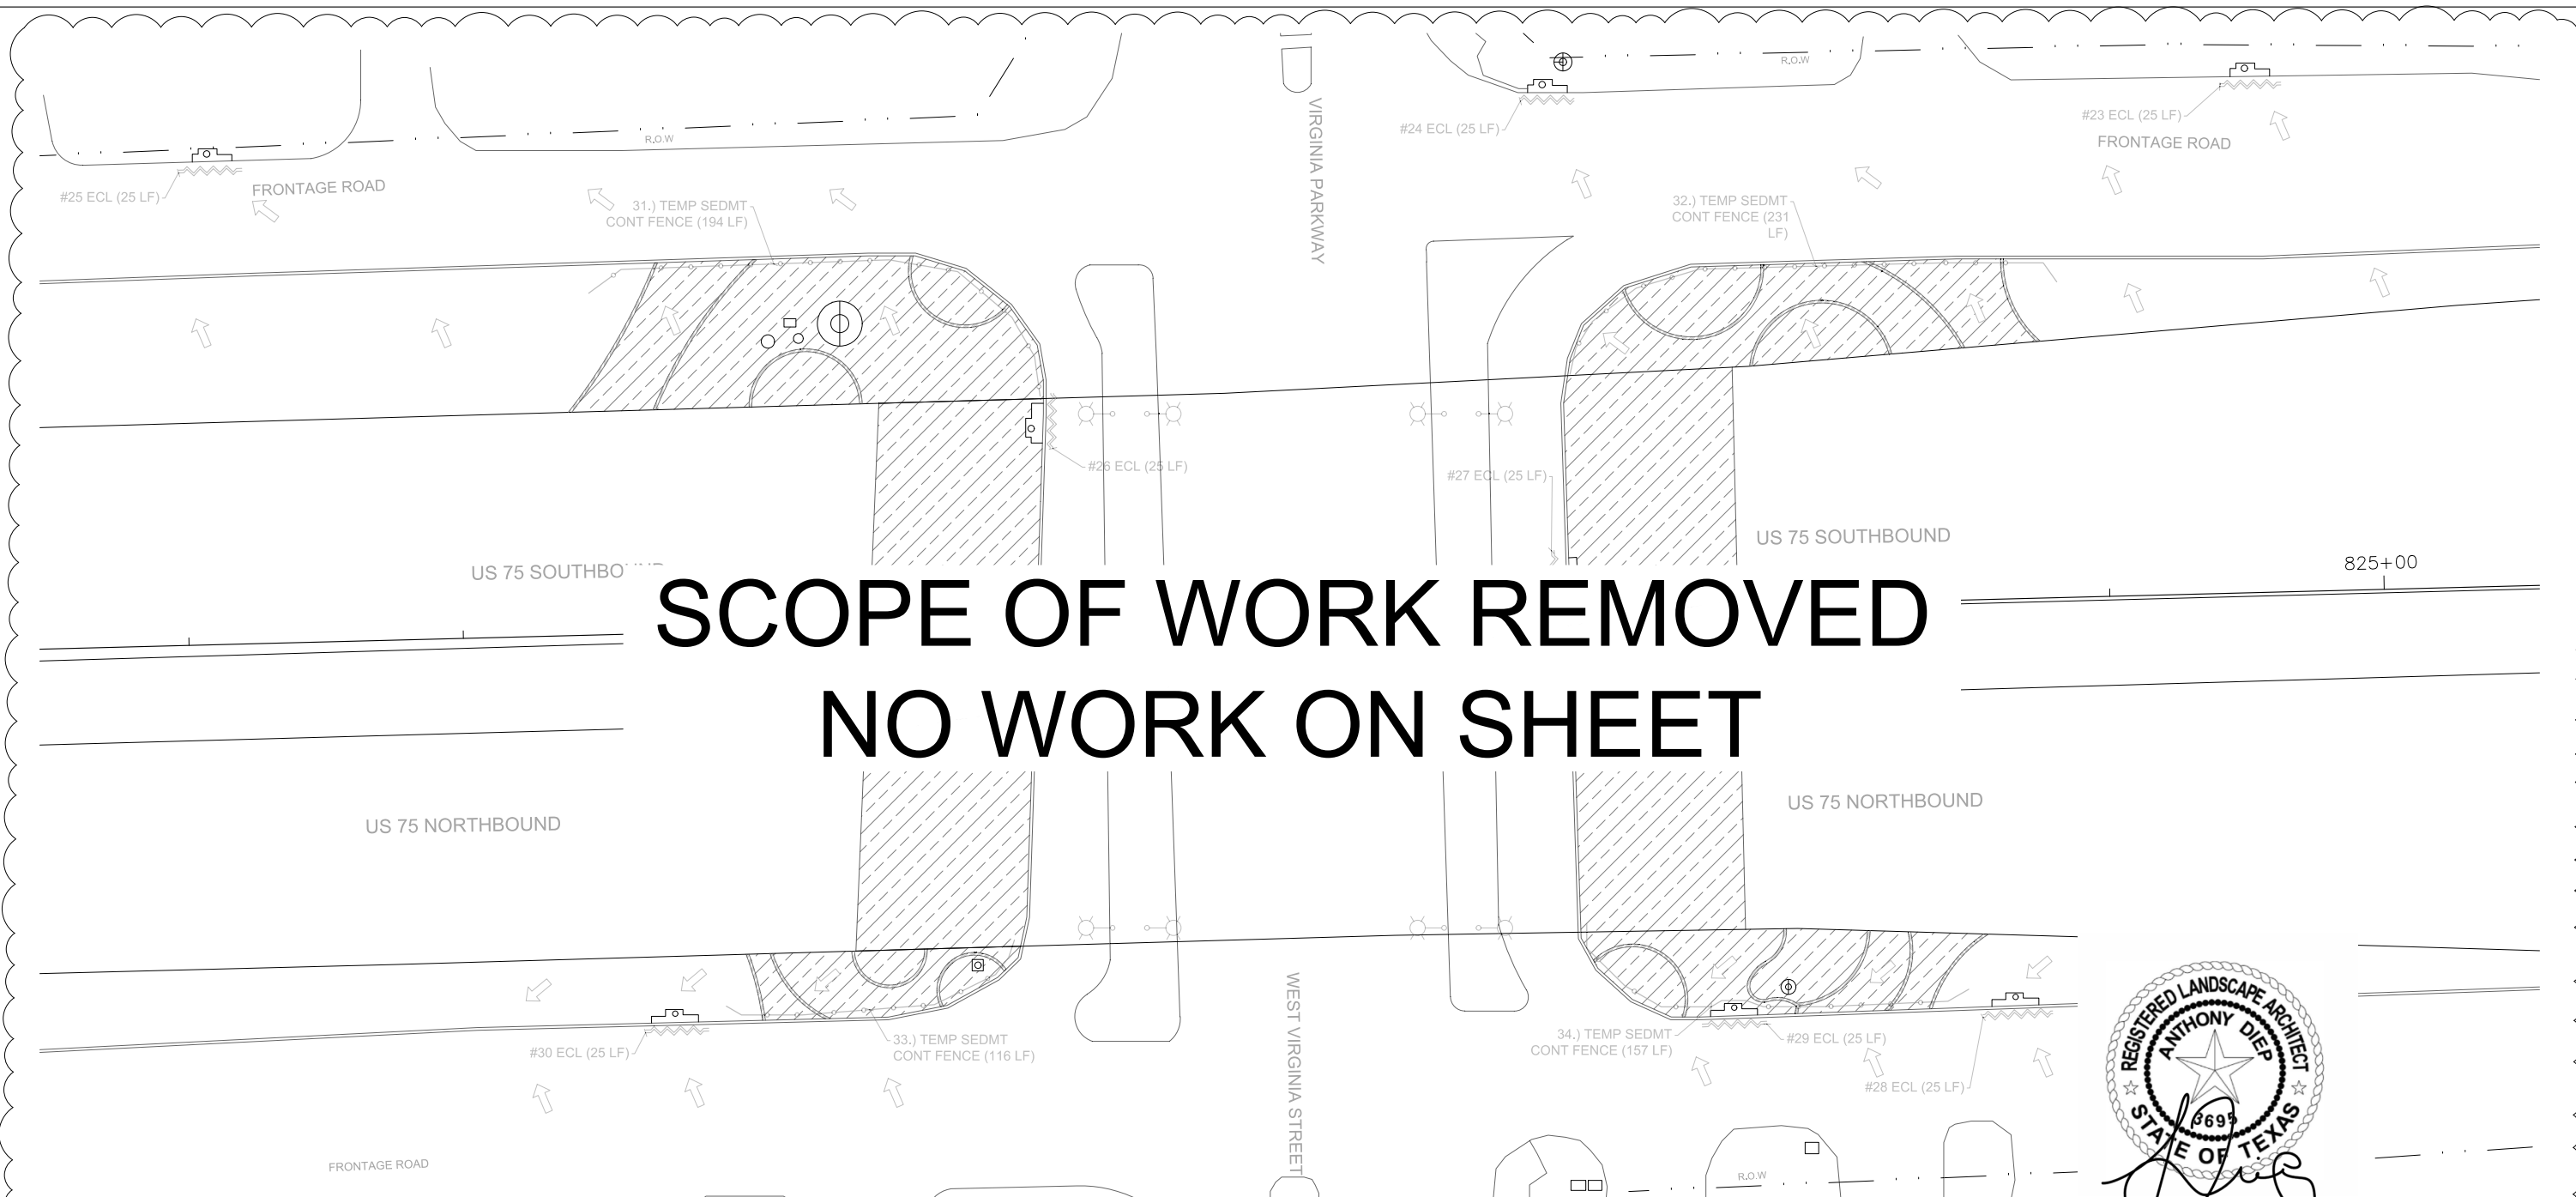 R.O.W
#24 ECL (25 LF)
#23 ECL (25 LF)
FRONTAGE ROAD
R.O.W
VIRGINIA PARKWAY
#25 ECL (25 LF)
FRONTAGE ROAD
31.) TEMP SEDMT
CONT FENCE (194 LF)
32.) TEMP SEDMT
CONT FENCE (231
LF)
#26 ECL (25 LF)
#27 ECL (25 LF)
US 75 SOUTHBOUND
825+00
US 75 SOUTHBOUND
SCOPE OF WORK REMOVED
NO WORK ON SHEET
US 75 NORTHBOUND
US 75 NORTHBOUND
#30 ECL (25 LF)
33.) TEMP SEDMT
CONT FENCE (116 LF)
WEST VIRGINIA STREET
34.) TEMP SEDMT
CONT FENCE (157 LF)
#29 ECL (25 LF)
#28 ECL (25 LF)
REGISTERED LANDSCAPE ARCHITECT
ANTHONY DIEP
3695
STATE OF TEXAS
FRONTAGE ROAD
R.O.W